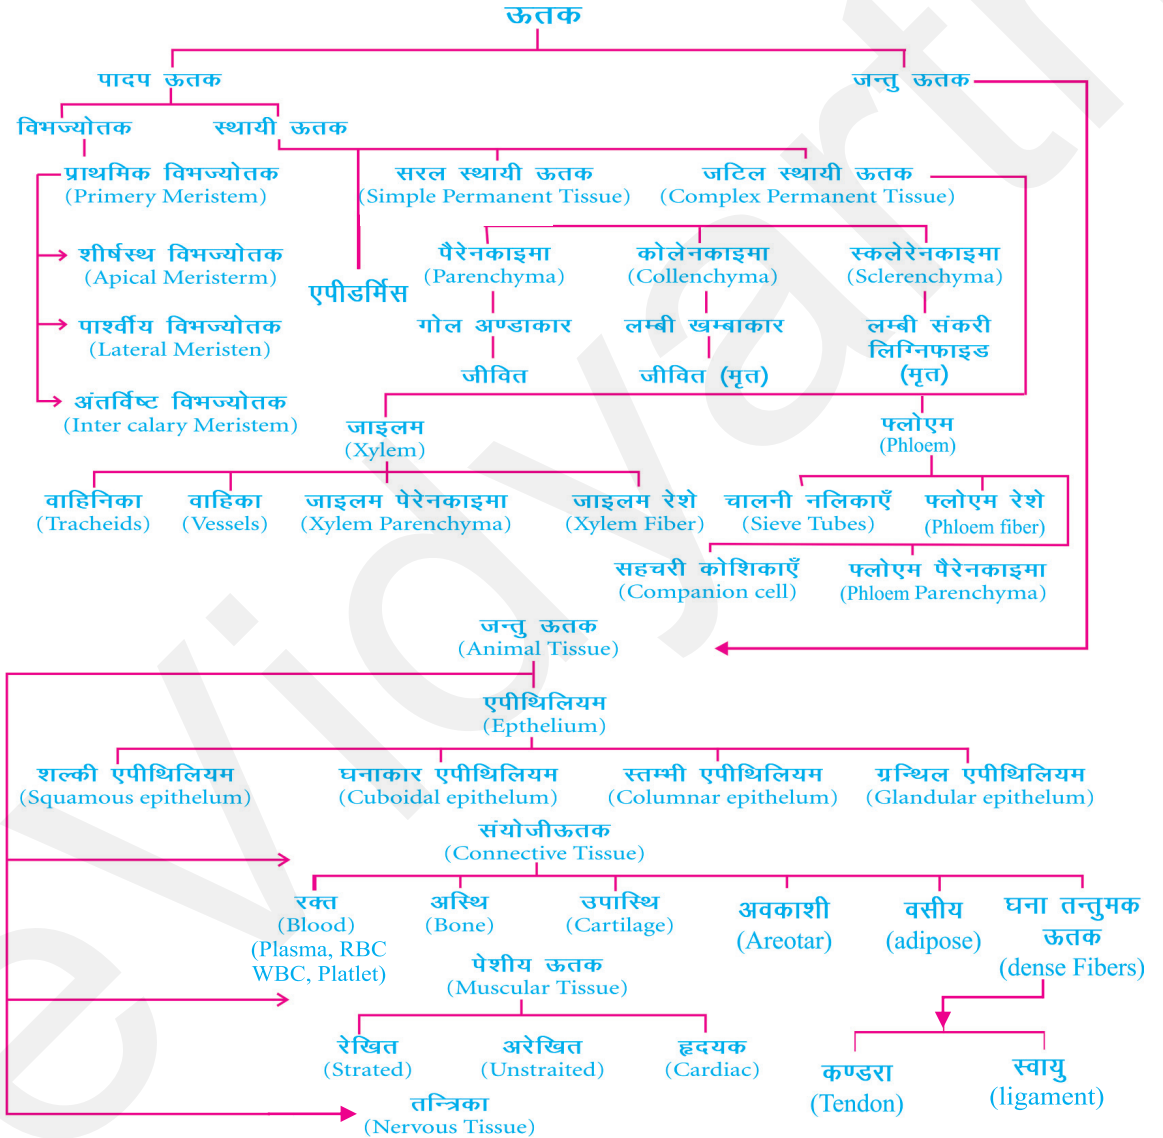 ऊतक
पादप ऊतक
जन्तु ऊतक
विभज्योतक
स्थायी ऊतक
प्राथमिक विभज्योतक
(Primery Meristem)
सरल स्थायी ऊतक
(Simple Permanent Tissue)
जटिल स्थायी ऊतक
(Complex Permanent Tissue)
शीर्षस्थ विभज्योतक
(Apical Meristerm)
एपीडर्मिस
पैरेनकाइमा
(Parenchyma)
कोलेनकाइमा
(Collenchyma)
स्कलेरेनकाइमा
(Sclerenchyma)
पार्श्वीय विभज्योतक
(Lateral Meristen)
गोल अण्डाकार
लम्बी खम्बाकार
लम्बी संकरी
लिग्निफाइड
(मृत)
जीवित
जीवित (मृत)
अंतर्विष्ट विभज्योतक
(Inter calary Meristem)
जाइलम
(Xylem)
फ्लोएम
(Phloem)
वाहिनिका
(Tracheids)
वाहिका
(Vessels)
जाइलम पेरेनकाइमा
(Xylem Parenchyma)
जाइलम रेशे
(Xylem Fiber)
चालनी नलिकाएँ
(Sieve Tubes)
फ्लोएम रेशे
(Phloem fiber)
सहचरी कोशिकाएँ
(Companion cell)
फ्लोएम पैरेनकाइमा
(Phloem Parenchyma)
जन्तु ऊतक
(Animal Tissue)
एपीथिलियम
(Epthelium)
शल्की एपीथिलियम
(Squamous epithelum)
घनाकार एपीथिलियम
(Cuboidal epithelum)
स्तम्भी एपीथिलियम
(Columnar epithelum)
ग्रन्थिल एपीथिलियम
(Glandular epithelum)
संयोजीऊतक
(Connective Tissue)
रक्त
(Blood)
(Plasma, RBC
WBC, Platlet)
अस्थि
(Bone)
उपास्थि
(Cartilage)
अवकाशी
(Areotar)
वसीय
(adipose)
घना तन्तुमक
ऊतक
(dense Fibers)
पेशीय ऊतक
(Muscular Tissue)
रेखित
(Strated)
अरेखित
(Unstraited)
हृदयक
(Cardiac)
कण्डरा
(Tendon)
स्वायु
(ligament)
तन्त्रिका
(Nervous Tissue)
eVidyarthi